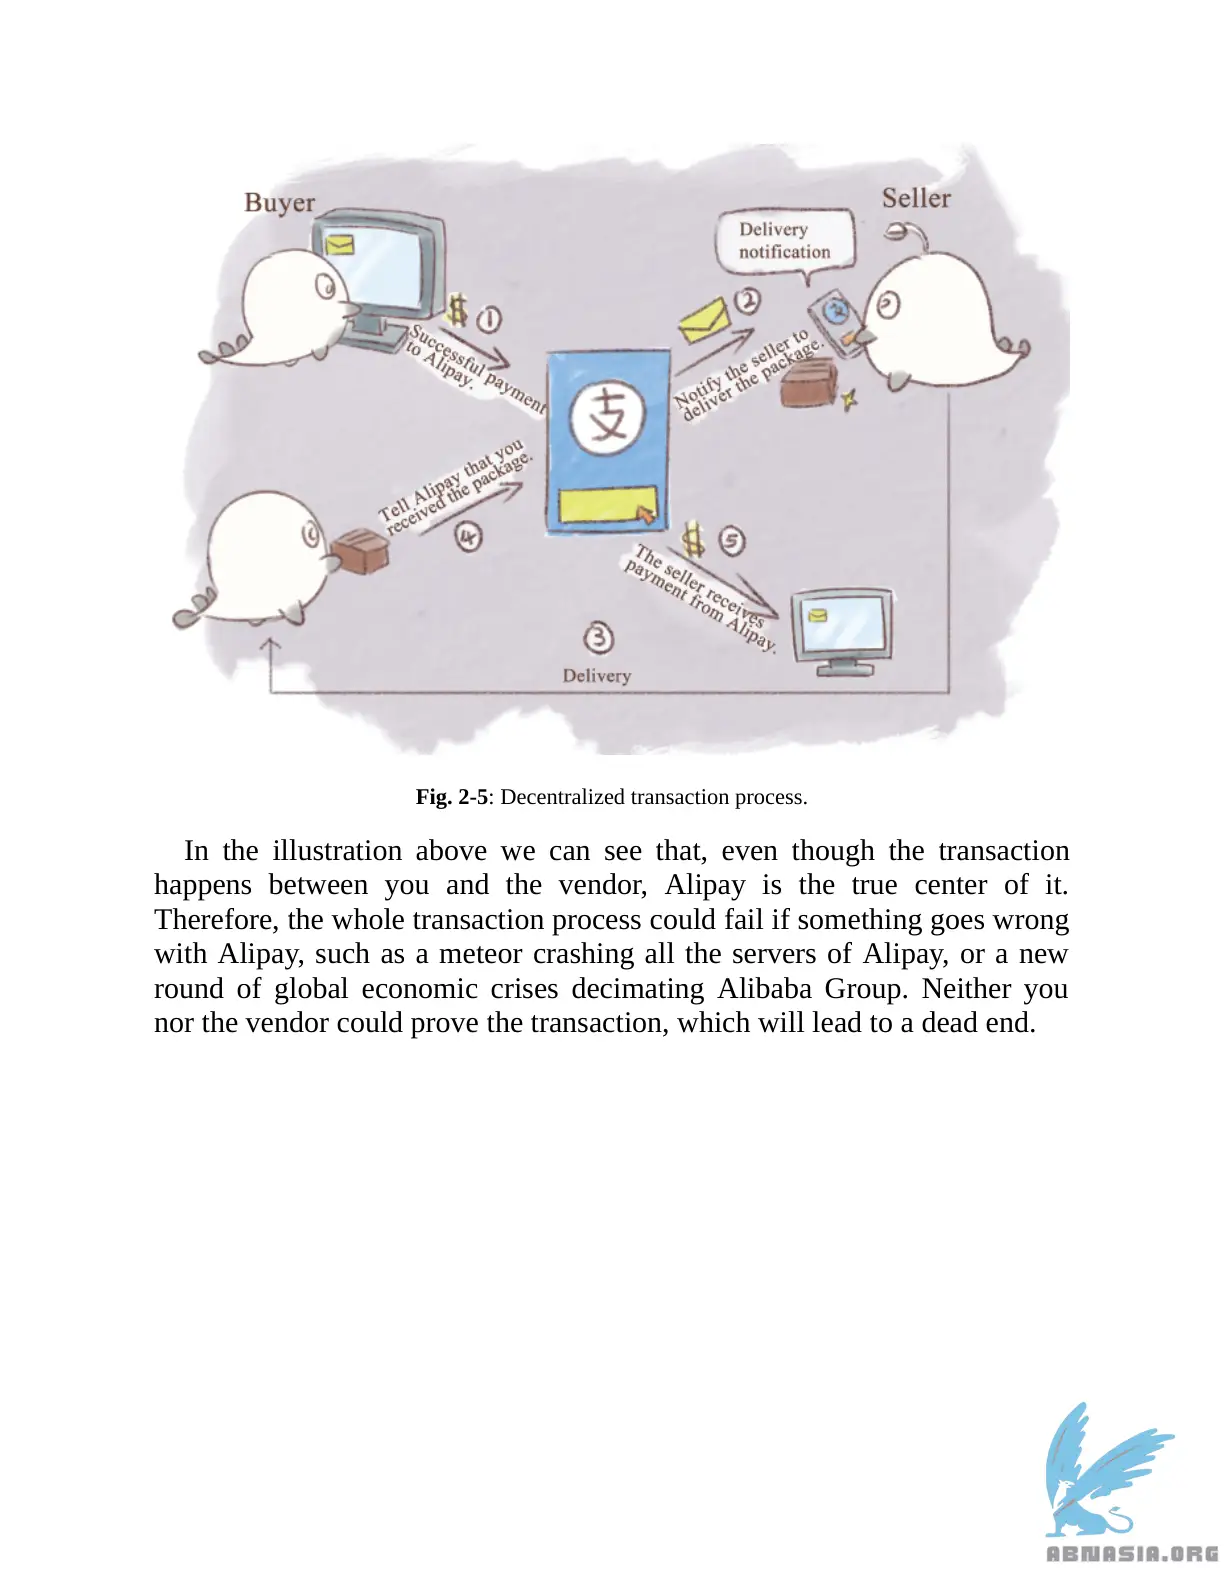 Buyer
Seller
Delivery
notification
$ 1
Successful payment
to Alipay.
2
Notify the seller to
deliver the package.
支
Tell Alipay that you
received the package.
4
$ 5
The seller receives
payment from Alipay.
3
Delivery
Fig. 2-5: Decentralized transaction process.
In the illustration above we can see that, even though the transaction
happens between you and the vendor, Alipay is the true center of it.
Therefore, the whole transaction process could fail if something goes wrong
with Alipay, such as a meteor crashing all the servers of Alipay, or a new
round of global economic crises decimating Alibaba Group. Neither you
nor the vendor could prove the transaction, which will lead to a dead end.
ABNASIA.ORG